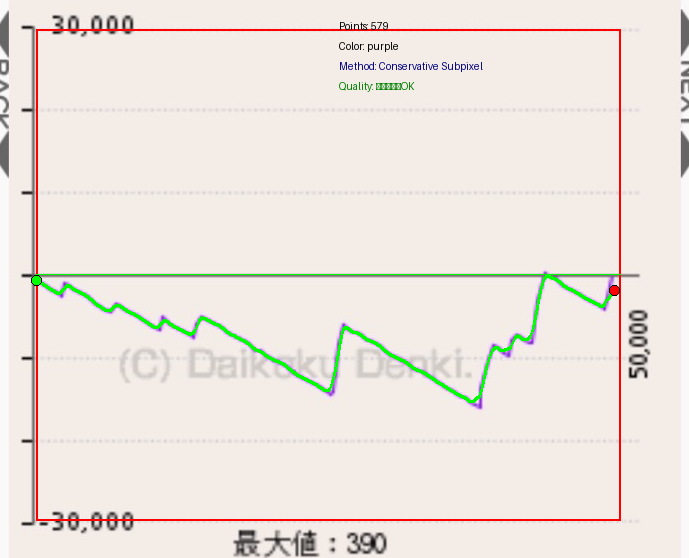 30,000
Points: 579
Color: purple
Method: Conservative Subpixel
Quality: OK
BACK
NEXT
(C) Daikoku Denki.
50,000
-30,000
最大値：390